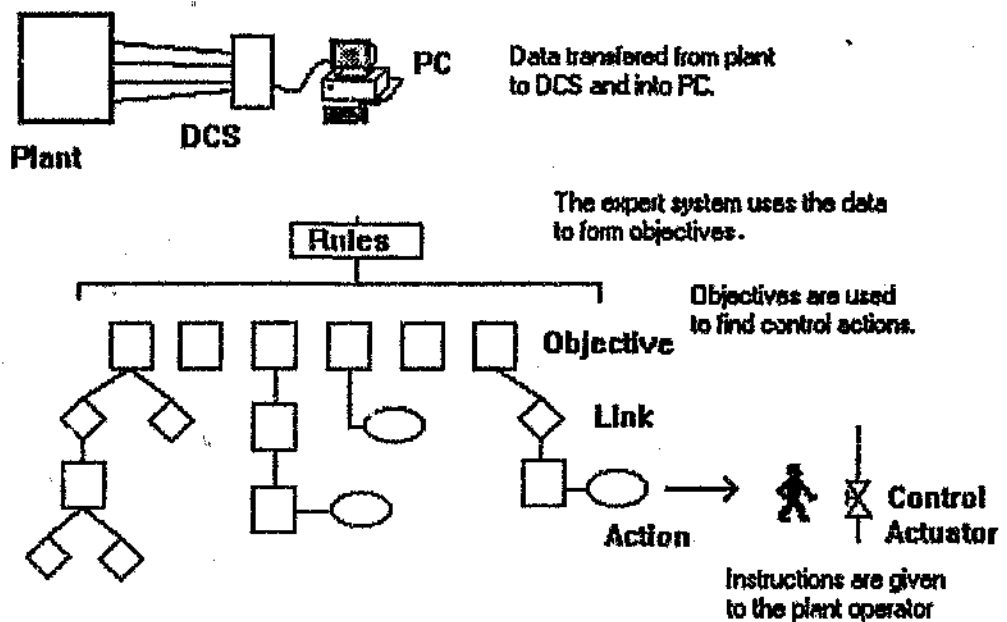 PC
Data transfered from plant
to DCS and into PC.
DCS
Plant
The expert system uses the data
to form objectives.
Rules
Objectives are used
to find control actions.
Objective
Link
Control
Actuator
Action
Instructions are given
to the plant operator